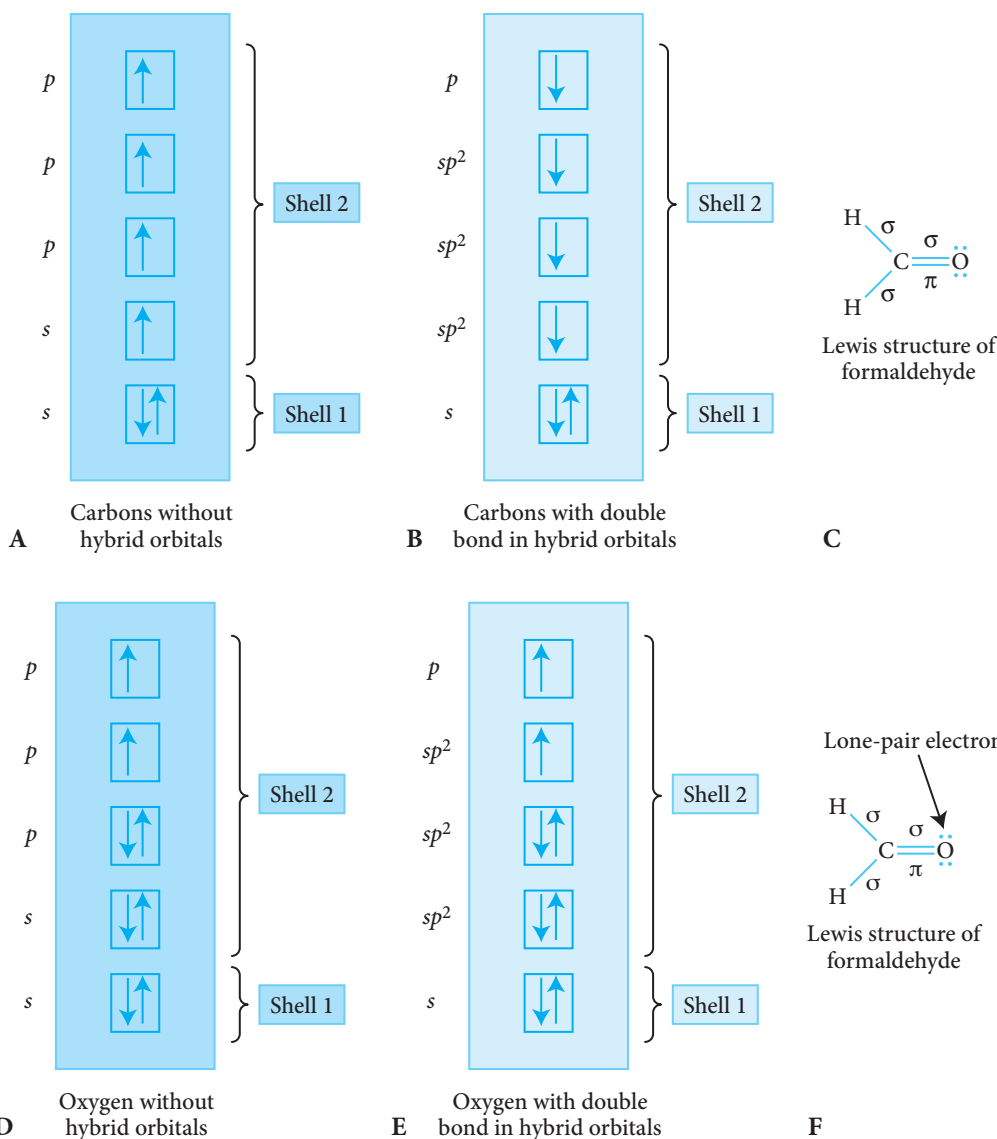 p
p
p
s
s
Shell 2
Shell 1
Carbons without
hybrid orbitals
A
p
sp²
sp²
sp²
s
Shell 2
Shell 1
Carbons with double
bond in hybrid orbitals
B
H σ σ
C O
H σ π
Lewis structure of
formaldehyde
C
p
p
p
s
s
Shell 2
Shell 1
Oxygen without
hybrid orbitals
D
p
sp²
sp²
sp²
s
Shell 2
Shell 1
Oxygen with double
bond in hybrid orbitals
E
Lone-pair electron
H σ σ
C O
H σ π
Lewis structure of
formaldehyde
F